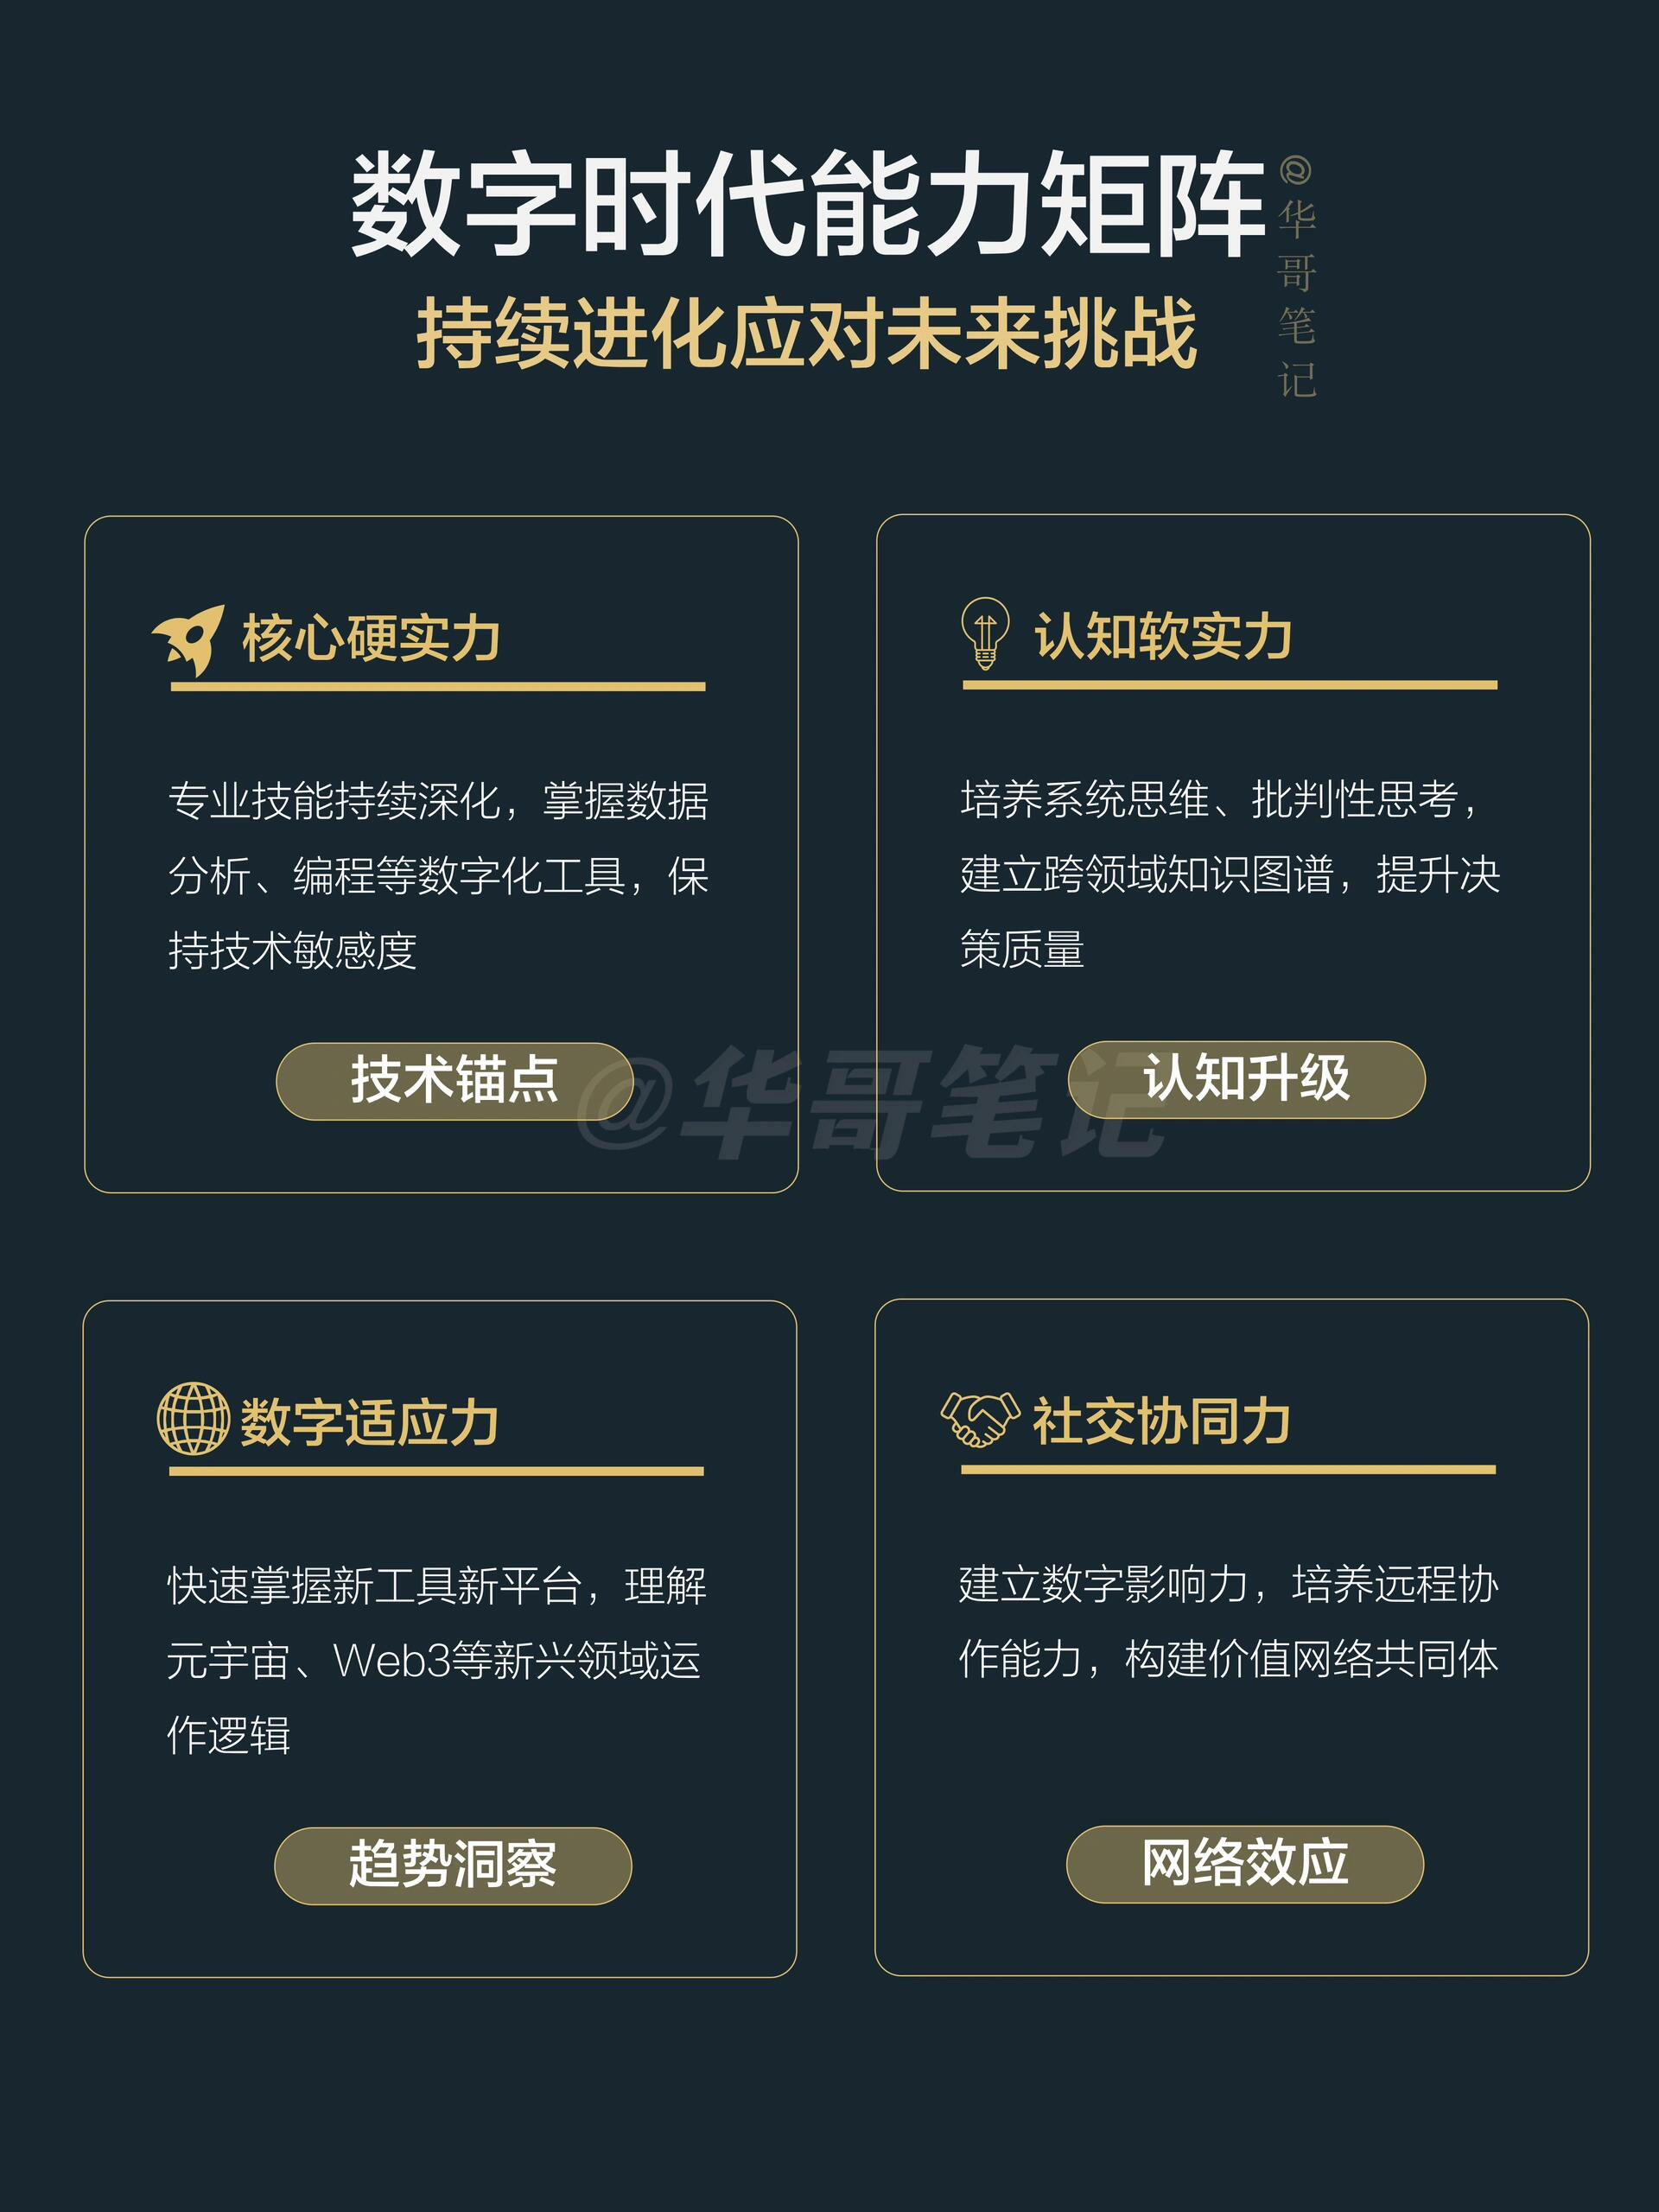 数字时代能力矩阵
@华哥笔记
持续进化应对未来挑战
核心硬实力
专业技能持续深化，掌握数据
分析、编程等数字化工具，保
持技术敏感度
技术锚点
认知软实力
培养系统思维、批判性思考，
建立跨领域知识图谱，提升决
策质量
认知升级
@华哥笔记
数字适应力
快速掌握新工具新平台，理解
元宇宙、Web3等新兴领域运
作逻辑
趋势洞察
社交协同力
建立数字影响力，培养远程协
作能力，构建价值网络共同体
网络效应